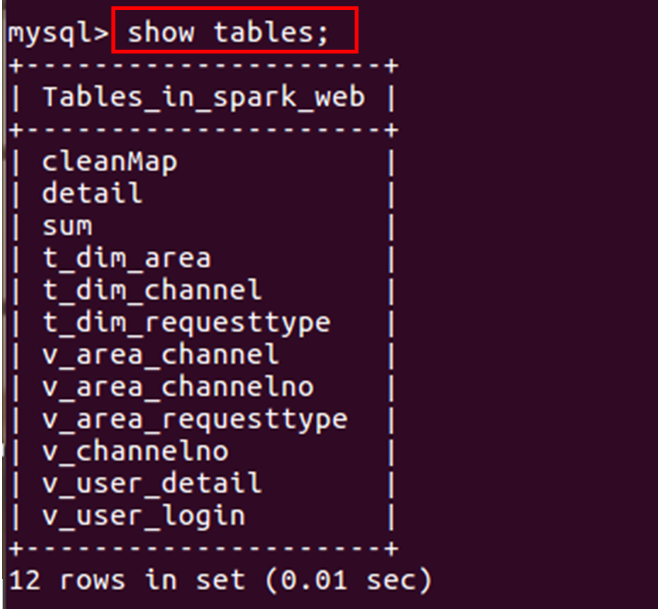 mysql> show tables;
+----------------------+
| Tables_in_spark_web |
+----------------------+
| cleanMap |
| detail |
| sum |
| t_dim_area |
| t_dim_channel |
| t_dim_requesttype |
| v_area_channel |
| v_area_channelno |
| v_area_requesttype |
| v_channelno |
| v_user_detail |
| v_user_login |
+----------------------+
12 rows in set (0.01 sec)